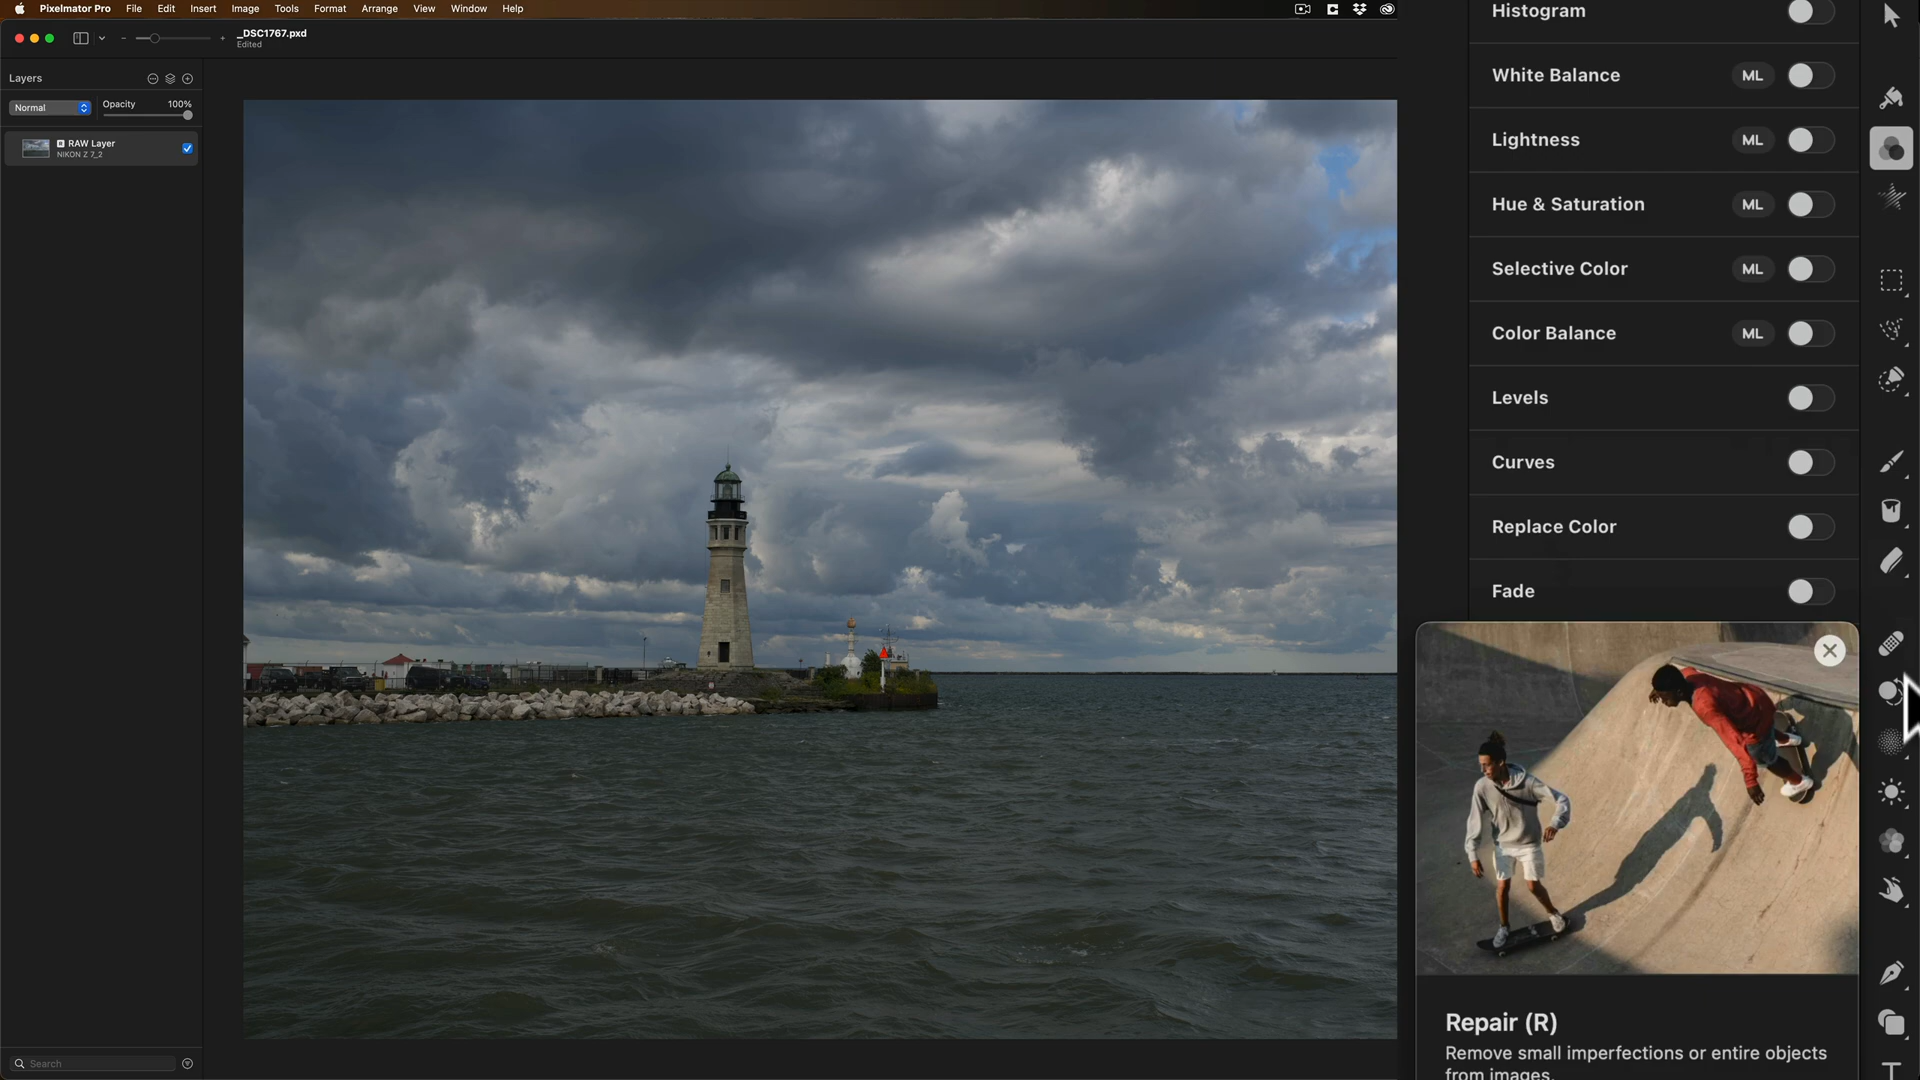 Pixelmator Pro File Edit Insert Image Tools Format Arrange View Window Help
_DSC1767.pxd
Edited
Layers
Normal Opacity 100%
RAW Layer
NIKON Z 7_2
Search
Histogram
White Balance ML
Lightness ML
Hue & Saturation ML
Selective Color ML
Color Balance ML
Levels
Curves
Replace Color
Fade
Repair (R)
Remove small imperfections or entire objects
from images.